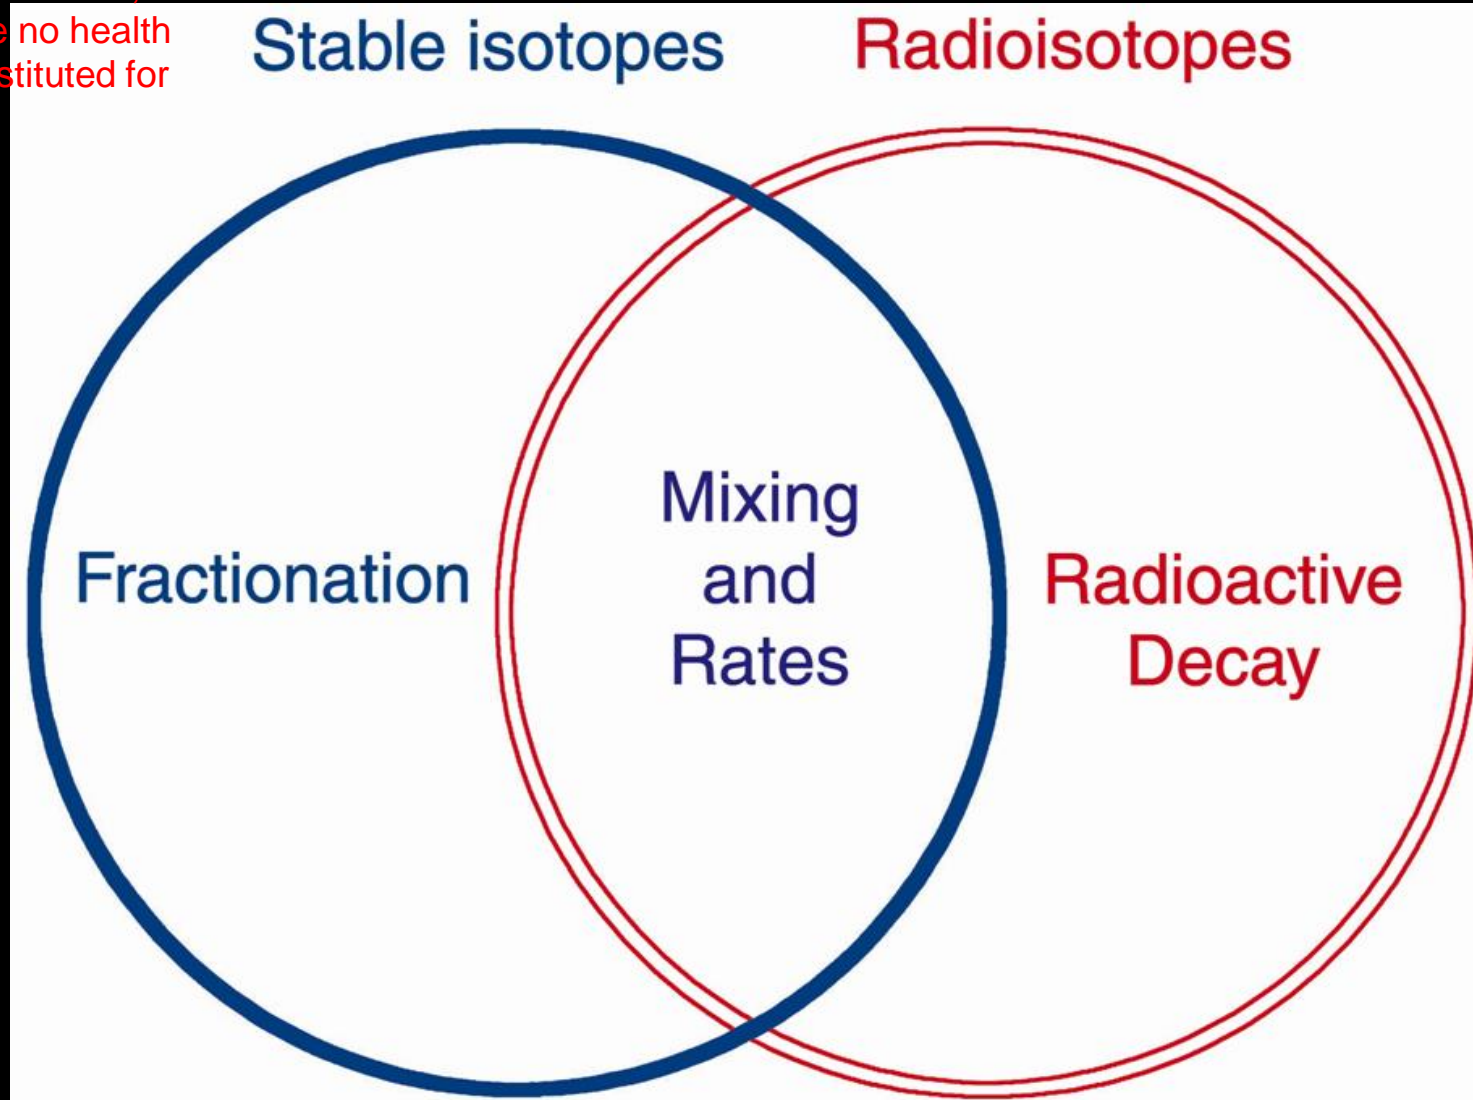 no health
stituted for
Stable isotopes
Radioisotopes
Fractionation
Mixing
and
Rates
Radioactive
Decay